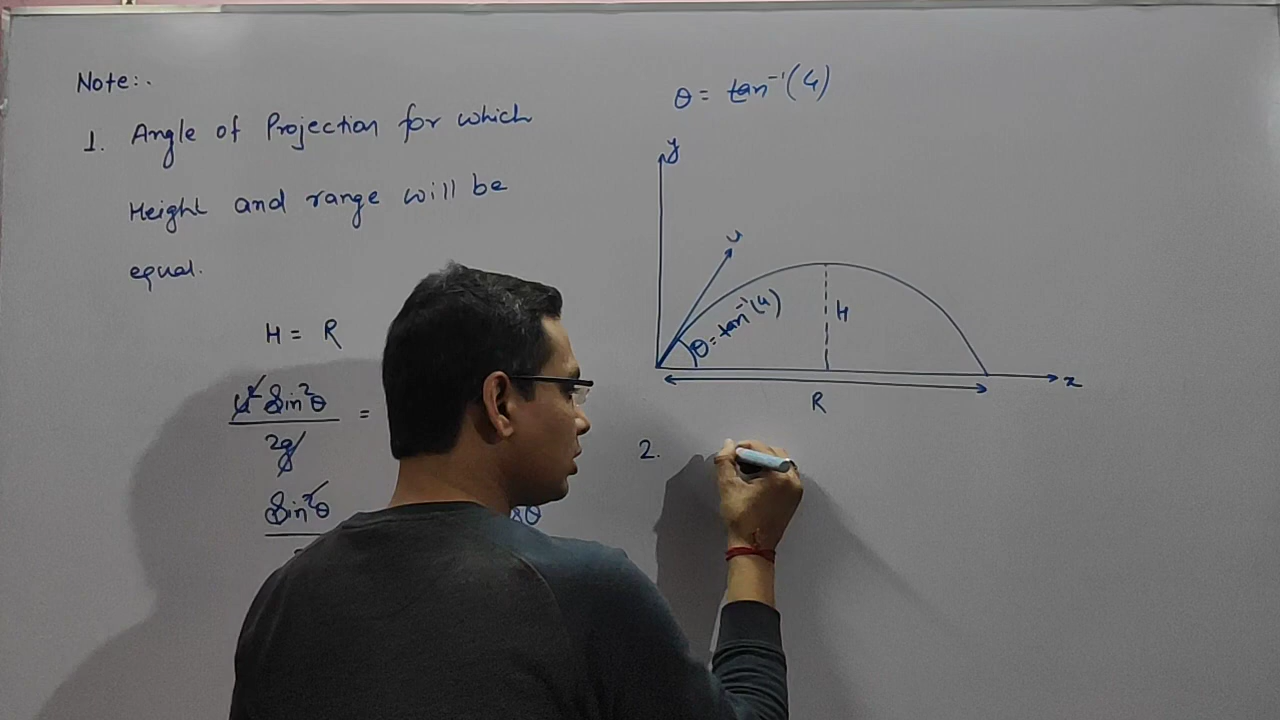 Note:.
1. Angle of Projection for which
Height and range will be
equal.
H = R
u² Sin²θ
=
2g
Sin²θ
θ = tan⁻¹(4)
y
u
θ = tan⁻¹(4)
H
x
R
2.